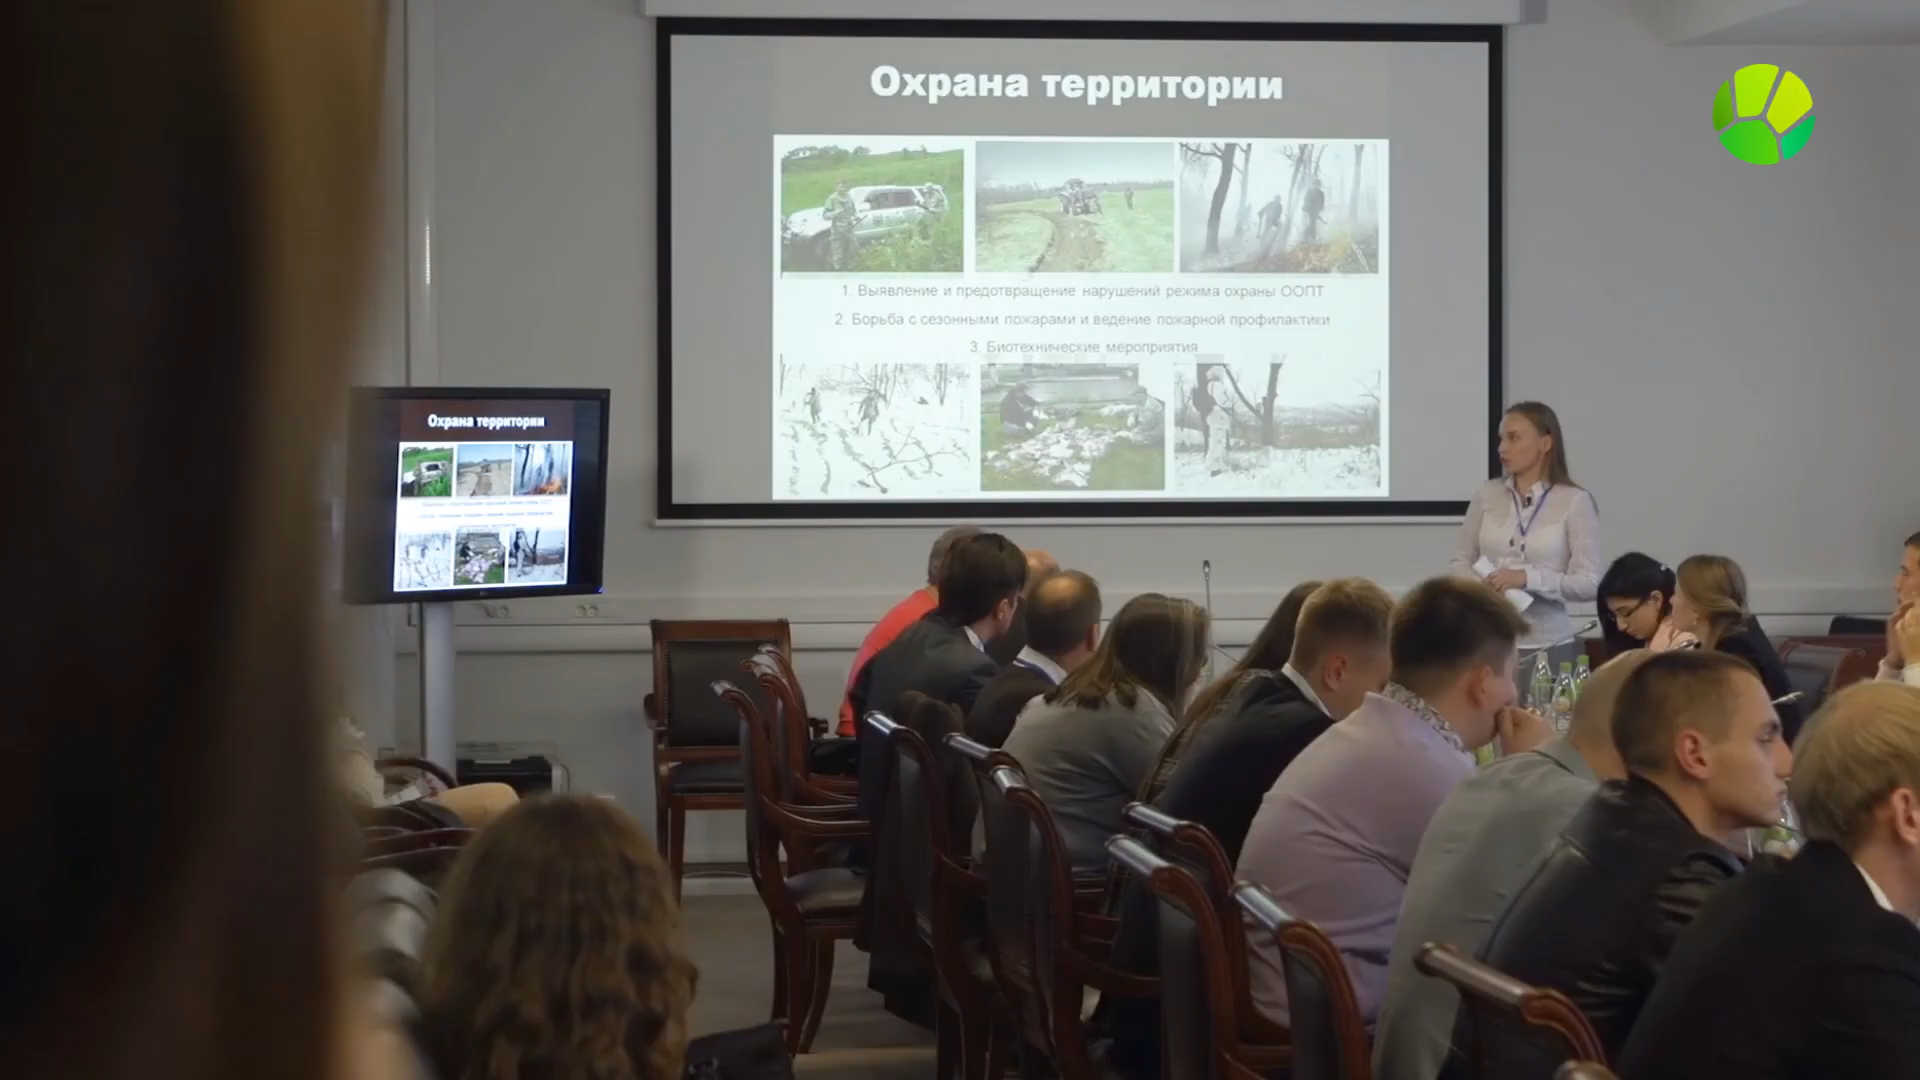 Охрана территории
1. Выявление и предотвращение нарушений режима охраны ООПТ
2. Борьба с сезонными пожарами и ведение пожарной профилактики
3. Биотехнические мероприятия
Охрана территории